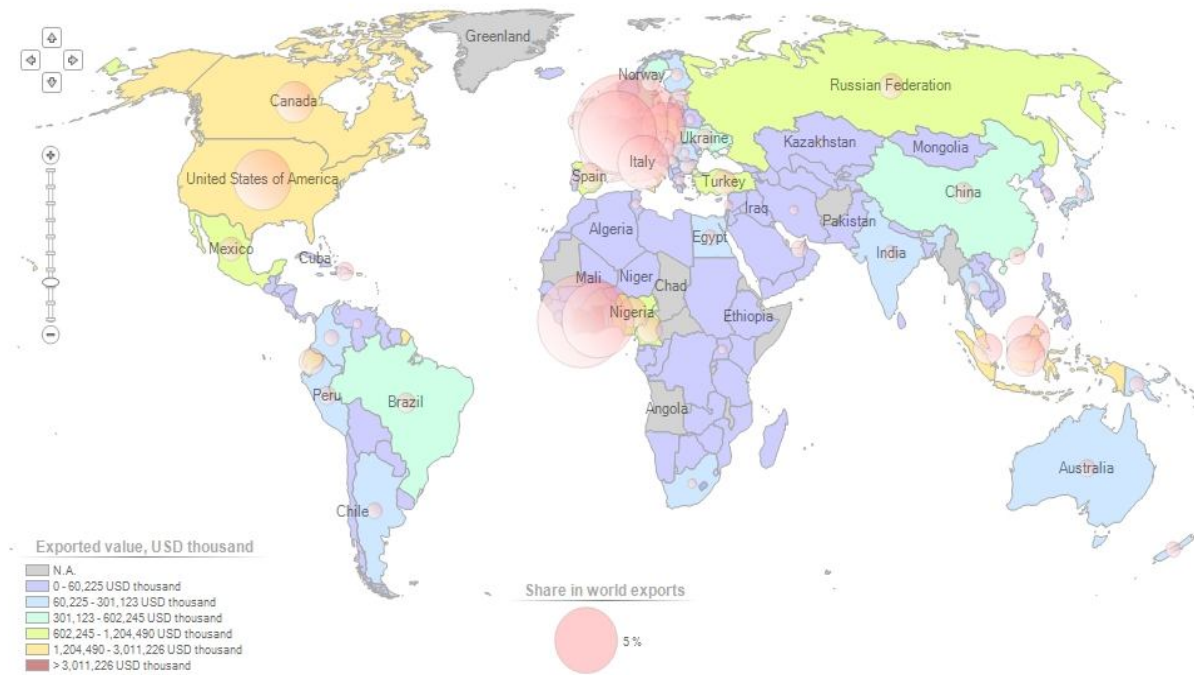 Greenland
Norway
Russian Federation
Canada
Ukraine
Kazakhstan
Mongolia
Italy
United States of America
Spain
Turkey
China
Iraq
Pakistan
Mexico
Algeria
Egypt
India
Cuba
Mali
Niger
Chad
Nigeria
Ethiopia
Peru
Brazil
Angola
Australia
Chile
Exported value, USD thousand
N.A.
0 - 60,225 USD thousand
60,225 - 301,123 USD thousand
301,123 - 602,245 USD thousand
602,245 - 1,204,490 USD thousand
1,204,490 - 3,011,226 USD thousand
> 3,011,226 USD thousand
Share in world exports
5 %